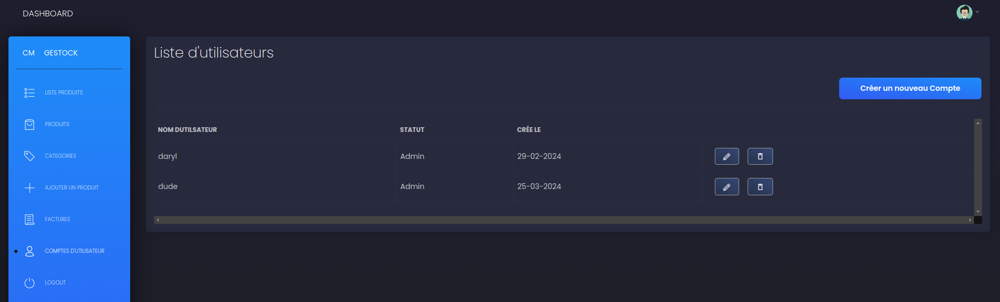 DASHBOARD
CM GESTOCK
LISTE PRODUITS
PRODUITS
CATEGORIES
AJOUTER UN PRODUIT
FACTURES
COMPTES D'UTILISATEUR
LOGOUT
Liste d'utilisateurs
Créer un nouveau Compte
NOM DUTILSATEUR STATUT CRÉE LE
daryl Admin 29-02-2024
dude Admin 25-03-2024